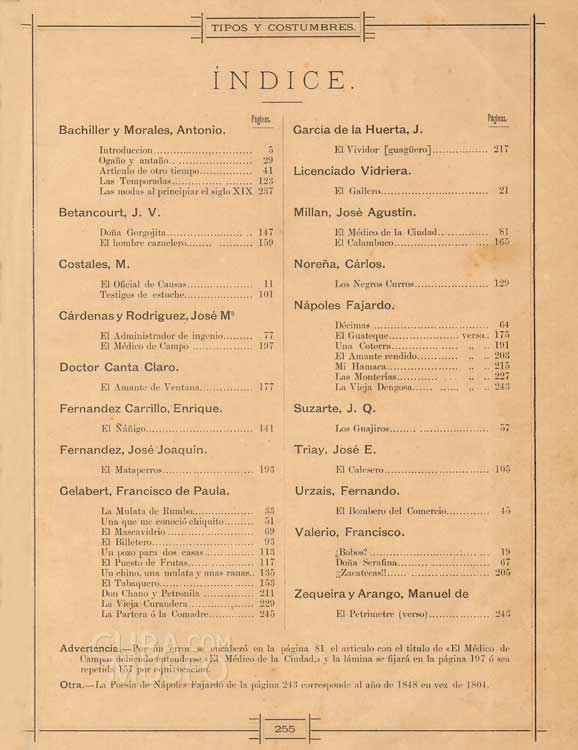 TIPOS Y COSTUMBRES.
ÍNDICE.
Páginas.
Bachiller y Morales, Antonio.
Introduccion 5
Ogaño y antaño 29
Artículo de otro tiempo 41
Las Temporadas 123
Las modas al principiar el siglo XIX 237
Betancourt, J. V.
Doña Gorgojita 147
El hombre cazuelero 159
Costales, M.
El Oficial de Causas 11
Testigos de estuche 101
Cárdenas y Rodriguez, José Mª
El Administrador de ingenio 77
El Médico de Campo 197
Doctor Canta Claro.
El Amante de Ventana 177
Fernandez Carrillo, Enrique.
El Ñáñigo 141
Fernandez, José Joaquin.
El Mataperros 193
Gelabert, Francisco de Paula.
La Mulata de Rumbo 33
Una que me conoció chiquito 51
El Mascavidrio 69
El Billetero 93
Un pozo para dos casas 113
El Puesto de Frutas 117
Un chino, una mulata y unas ranas 135
El Tabaquero 153
Don Chano y Petronila 211
La Vieja Curandera 229
La Partera ó la Comadre 245
Páginas.
Garcia de la Huerta, J.
El Vividor [guagüero] 217
Licenciado Vidriera.
El Gallero 21
Millan, José Agustin.
El Médico de la Ciudad 81
El Calambuco 165
Noreña, Cárlos.
Los Negros Curros 129
Nápoles Fajardo.
Décimas 64
El Guateque verso 175
Una Cotorra „ „ 191
El Amante rendido „ „ 203
Mi Hamaca „ „ 215
Las Monterías „ „ 227
La Vieja Dengosa „ „ 243
Suzarte, J. Q.
Los Guajiros 57
Triay, José E.
El Calesero 105
Urzais, Fernando.
El Bombero del Comercio 45
Valerio, Francisco.
¿Bobos? 19
Doña Serafina 67
¡¡Zacatecas!! 205
Zequeira y Arango, Manuel de
El Petrimetre (verso) 243
Advertencia.—Por un error se encabezó en la página 81 el artículo con el título de «El Médico de
Campo» debiendo entenderse «El Médico de la Ciudad,» y la lámina se fijará en la página 197 ó sea
repetida 157 por equivocacion.
Otra.—La Poesía de Nápoles Fajardo de la página 243 corresponde al año de 1848 en vez de 1804.
CUBA.COM
MUSEO
255